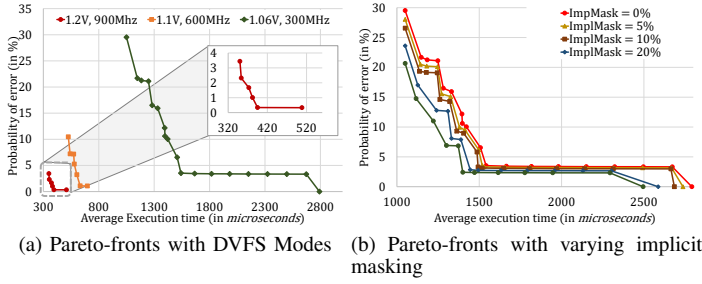 1.2V, 900Mhz 1.1V, 600Mhz 1.06V, 300MHz
Probability of error (in %)
35
30
25
20
15
10
5
0
4
3
2
1
0
320 420 520
300 800 1300 1800 2300 2800
Average Execution time (in microseconds)
(a) Pareto-fronts with DVFS Modes
Probability of error (in %)
30
25
20
15
10
5
0
ImpMask = 0%
ImplMask = 5%
ImplMask = 10%
ImplMask = 20%
1000 1500 2000 2500
Average execution time (in microseconds)
(b) Pareto-fronts with varying implicit
masking